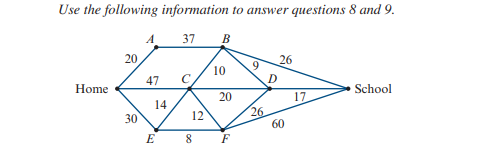 Use the following information to answer questions 8 and 9.
A 37 B
20 10 9 26
47 C D
Home School
14 20 17
30 12 26
60
E 8 F